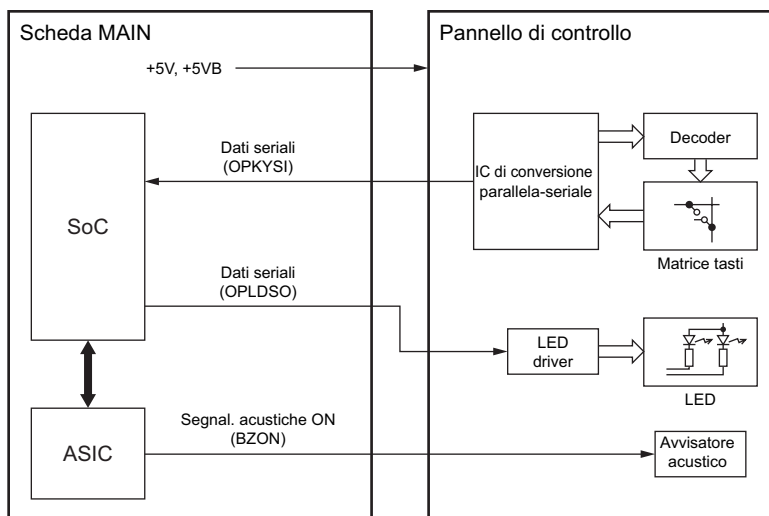 Scheda MAIN
Pannello di controllo
+5V, +5VB
Dati seriali
(OPKYSI)
SoC
IC di conversione
parallela-seriale
Decoder
Matrice tasti
Dati seriali
(OPLDSO)
LED
driver
LED
Segnal. acustiche ON
(BZON)
ASIC
Avvisatore
acustico